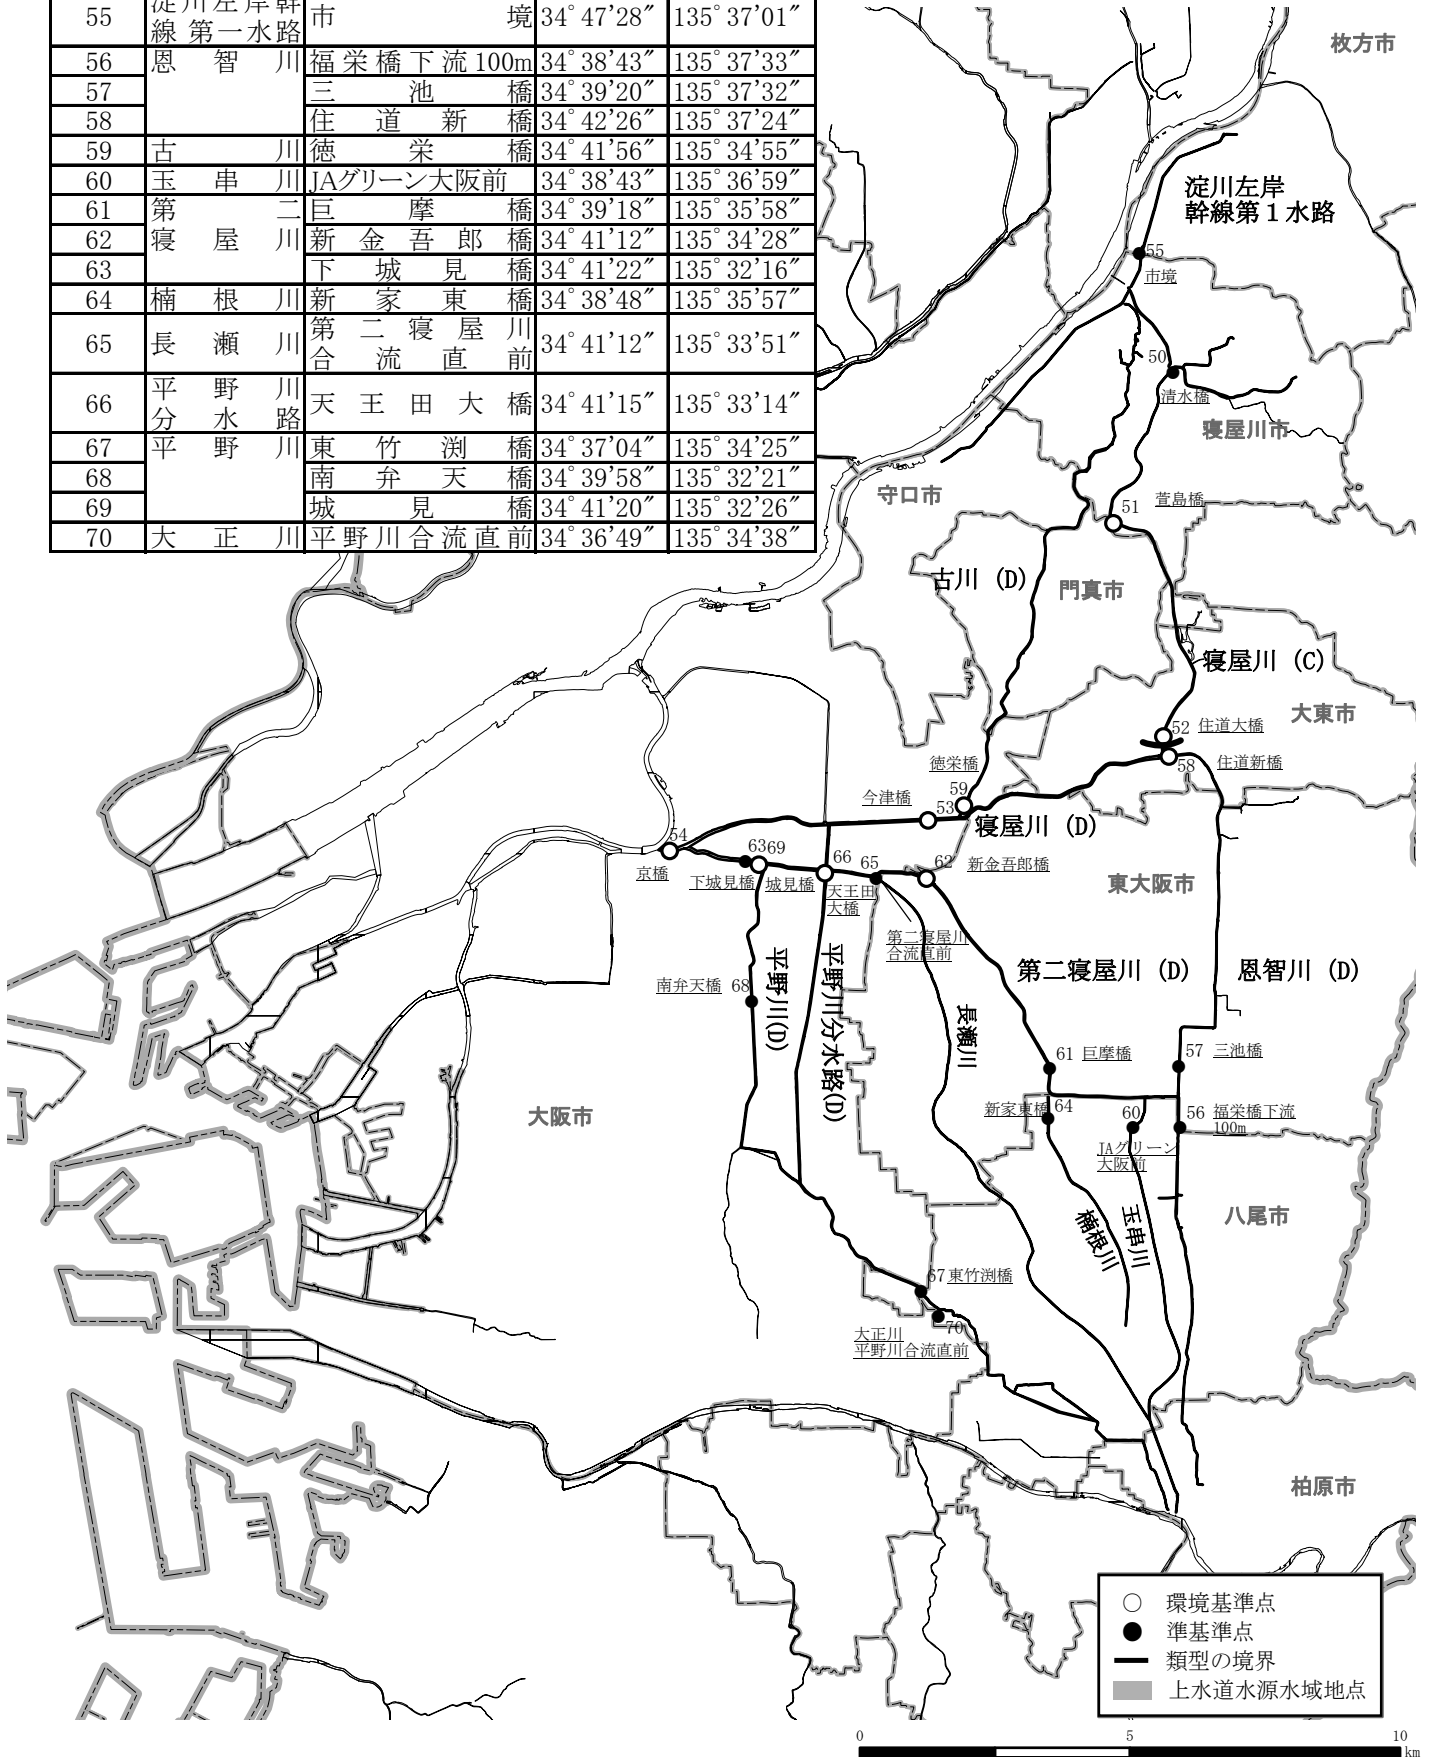 55 淀川左岸幹線 第一水路 市境 34°47’28” 135°37’01”
56 恩智川 福栄橋下流100m 34°38’43” 135°37’33”
57 三池橋 34°39’20” 135°37’32”
58 住道新橋 34°42’26” 135°37’24”
59 古川 徳栄橋 34°41’56” 135°34’55”
60 玉串川 JAグリーン大阪前 34°38’43” 135°36’59”
61 第二寝屋川 巨摩橋 34°39’18” 135°35’58”
62 新金吾郎橋 34°41’12” 135°34’28”
63 下城見橋 34°41’22” 135°32’16”
64 楠根川 新家東橋 34°38’48” 135°35’57”
65 長瀬川 第二寝屋川合流直前 34°41’12” 135°33’51”
66 平野川分水路 天王田大橋 34°41’15” 135°33’14”
67 平野川 東竹渕橋 34°37’04” 135°34’25”
68 南弁天橋 34°39’58” 135°32’21”
69 城見橋 34°41’20” 135°32’26”
70 大正川 平野川合流直前 34°36’49” 135°34’38”
枚方市
淀川左岸
幹線第1水路
55
市境
50
清水橋
寝屋川市
守口市
51 萱島橋
古川 (D)
門真市
寝屋川 (C)
大東市
52 住道大橋
58 住道新橋
徳栄橋
59
今津橋
53
寝屋川 (D)
54
京橋
63
下城見橋
69
城見橋
66
天王田
大橋
65
第二寝屋川
合流直前
62 新金吾郎橋
東大阪市
第二寝屋川 (D)
恩智川 (D)
南弁天橋 68
平野川(D)
平野川分水路(D)
長瀬川
61 巨摩橋
57 三池橋
大阪市
新家東橋 64
60
JAグリーン
大阪前
56 福栄橋下流
100m
楠根川
玉串川
八尾市
67 東竹渕橋
70
大正川
平野川合流直前
柏原市
○ 環境基準点
● 準基準点
━ 類型の境界
上水道水源水域地点
0 5 10
km